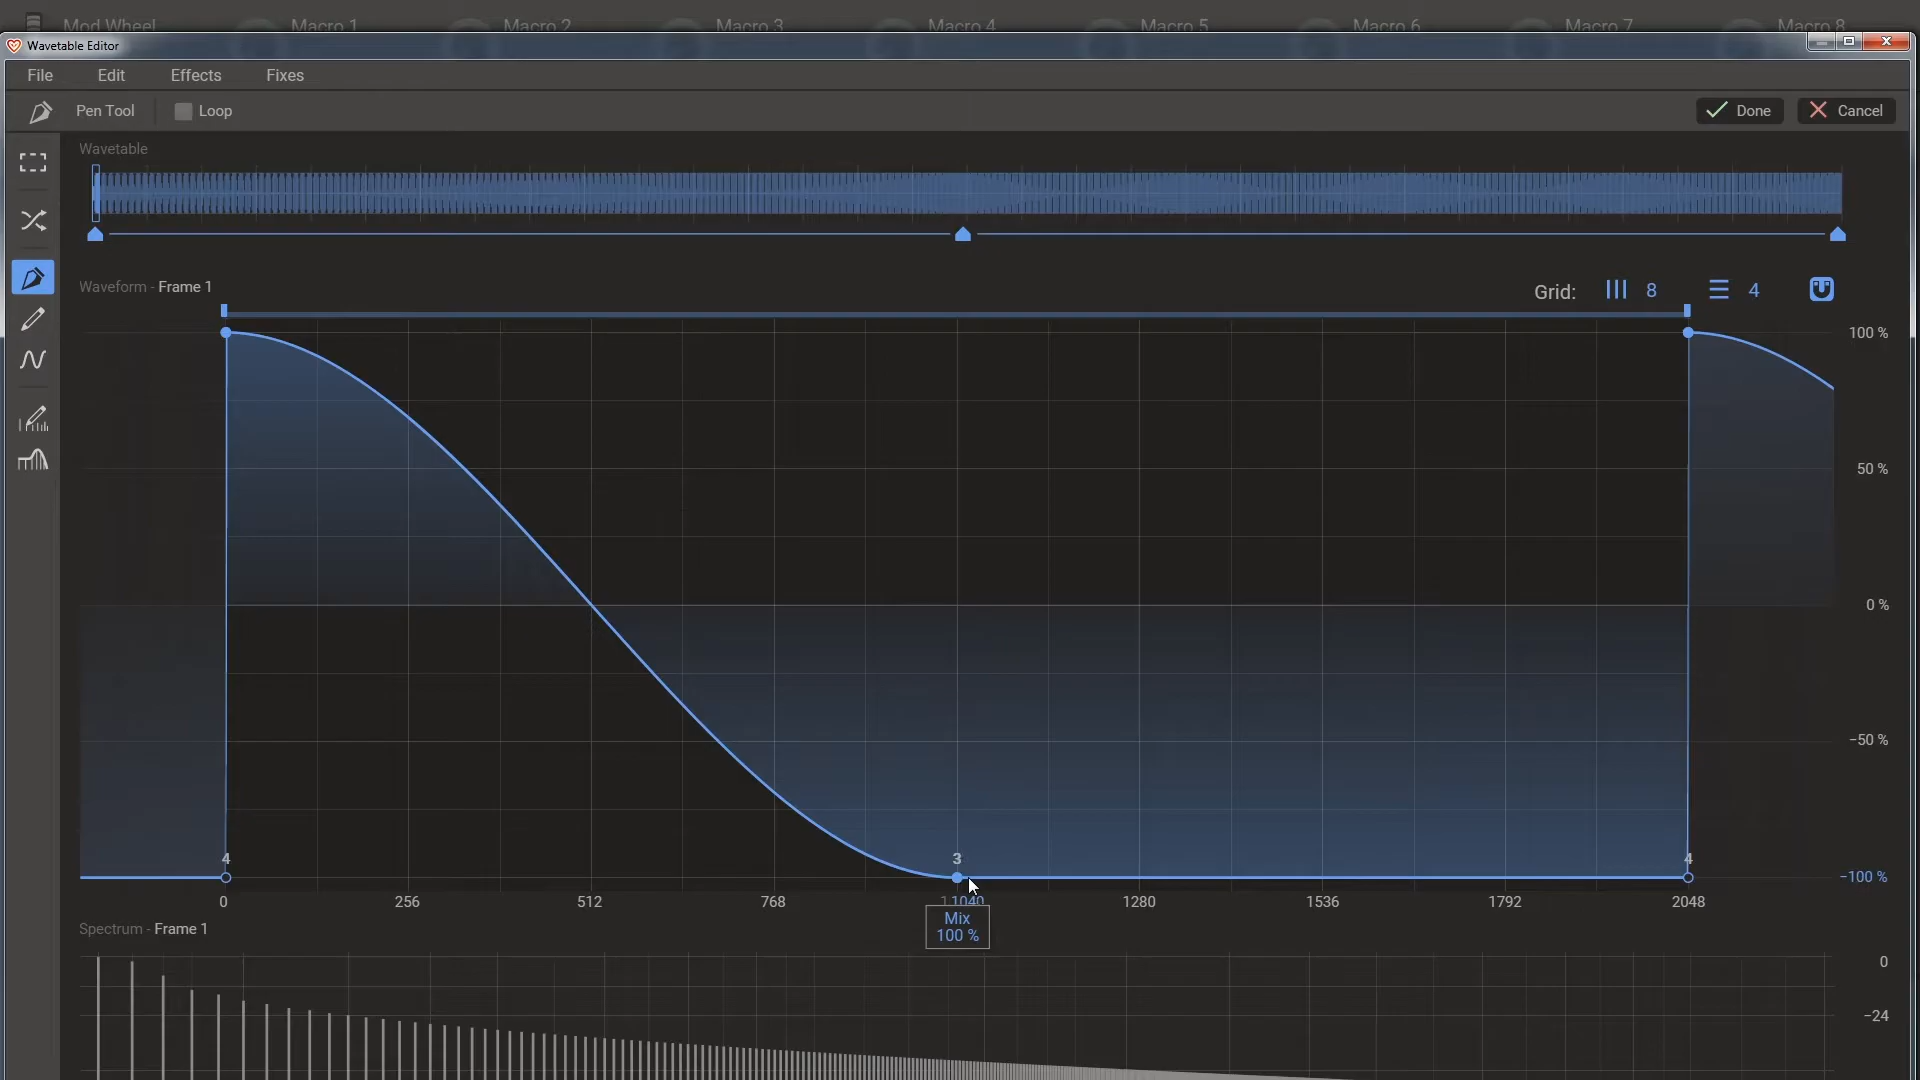 Mod Wheel Macro 1 Macro 2 Macro 3 Macro 4 Macro 5 Macro 6 Macro 7 Macro 8
Wavetable Editor
File Edit Effects Fixes
Pen Tool Loop Done Cancel
Wavetable
Waveform - Frame 1 Grid: 8 4
100 %
50 %
0 %
-50 %
4 3 4
-100 %
0 256 512 768 1040 1280 1536 1792 2048
Mix
100 %
Spectrum - Frame 1
0
-24